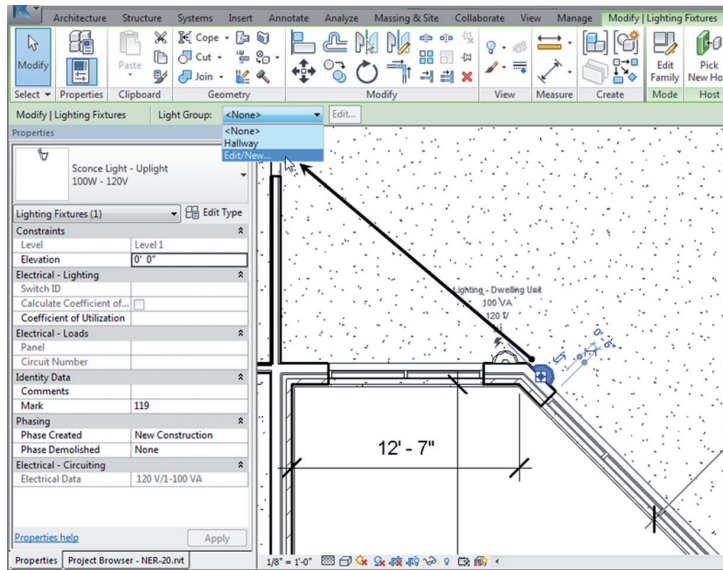 Architecture Structure Systems Insert Annotate Analyze Massing & Site Collaborate View Manage Modify | Lighting Fixtures
Modify
Paste
Cope
Cut
Join
Edit Family
Pick New Ho
Select Properties Clipboard Geometry Modify View Measure Create Mode Host
Modify | Lighting Fixtures Light Group: <None> Edit...
<None>
Hallway
Edit/New...
Properties
Sconce Light - Uplight
100W - 120V
Lighting Fixtures (1) Edit Type
Constraints
Level Level 1
Elevation 0' 0"
Electrical - Lighting
Switch ID
Calculate Coefficient of...
Coefficient of Utilization
Electrical - Loads
Panel
Circuit Number
Identity Data
Comments
Mark 119
Phasing
Phase Created New Construction
Phase Demolished None
Electrical - Circuiting
Electrical Data 120 V/1-100 VA
Properties help Apply
Properties Project Browser - NER-20.rvt
Lighting - Dwelling Unit
100 VA
120 V
12' - 7"
1/8" = 1'-0"